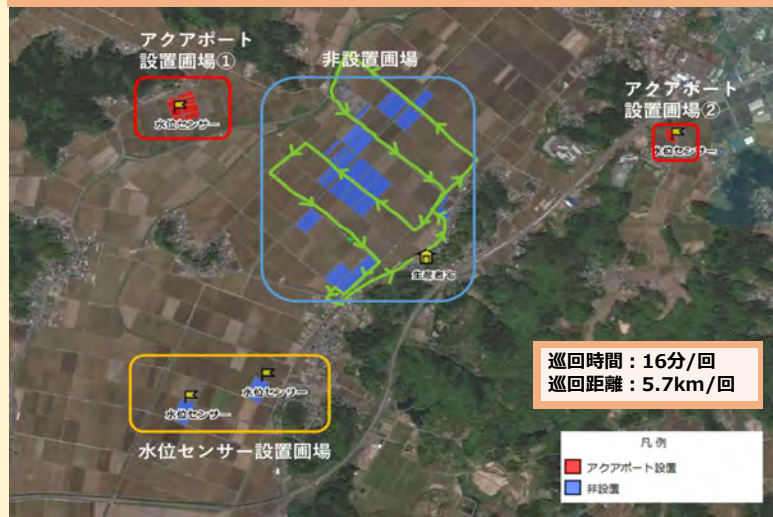 アクアポート
設置圃場①
水位センサー
非設置圃場
アクアポート
設置圃場②
水位センサー
生産者宅
水位センサー
水位センサー
水位センサー設置圃場
巡回時間：16分/回
巡回距離：5.7km/回
凡例
アクアポート設置
非設置